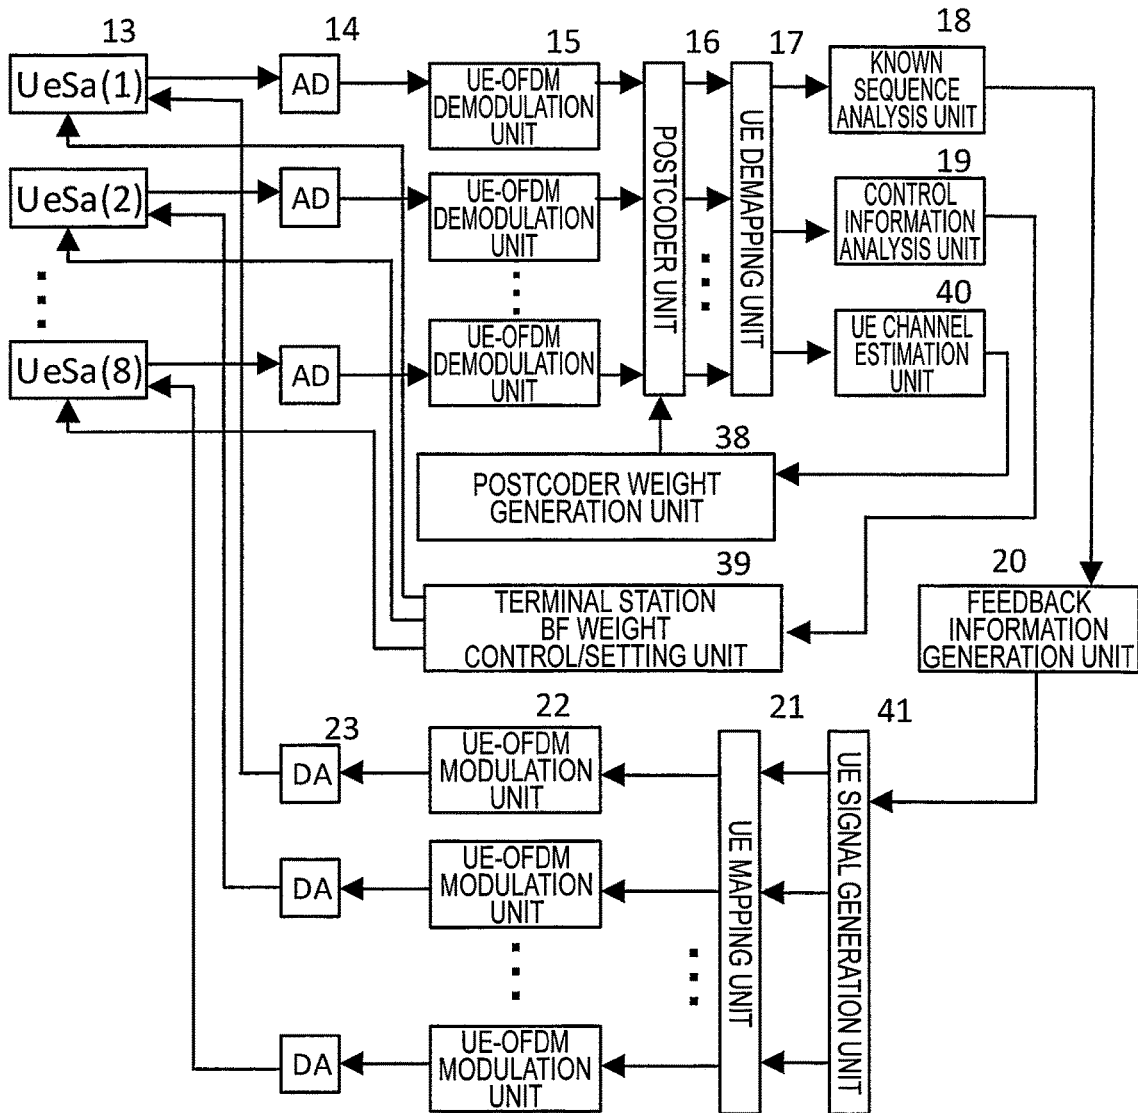 13
14
15
16
17
18
UeSa(1)
AD
UE-OFDM
DEMODULATION
UNIT
POSTCODER UNIT
UE DEMAPPING UNIT
KNOWN
SEQUENCE
ANALYSIS UNIT
19
UeSa(2)
AD
UE-OFDM
DEMODULATION
UNIT
CONTROL
INFORMATION
ANALYSIS UNIT
40
UeSa(8)
AD
UE-OFDM
DEMODULATION
UNIT
UE CHANNEL
ESTIMATION
UNIT
38
POSTCODER WEIGHT
GENERATION UNIT
39
TERMINAL STATION
BF WEIGHT
CONTROL/SETTING UNIT
20
FEEDBACK
INFORMATION
GENERATION UNIT
23
22
21
41
DA
UE-OFDM
MODULATION
UNIT
UE MAPPING UNIT
UE SIGNAL GENERATION UNIT
DA
UE-OFDM
MODULATION
UNIT
DA
UE-OFDM
MODULATION
UNIT